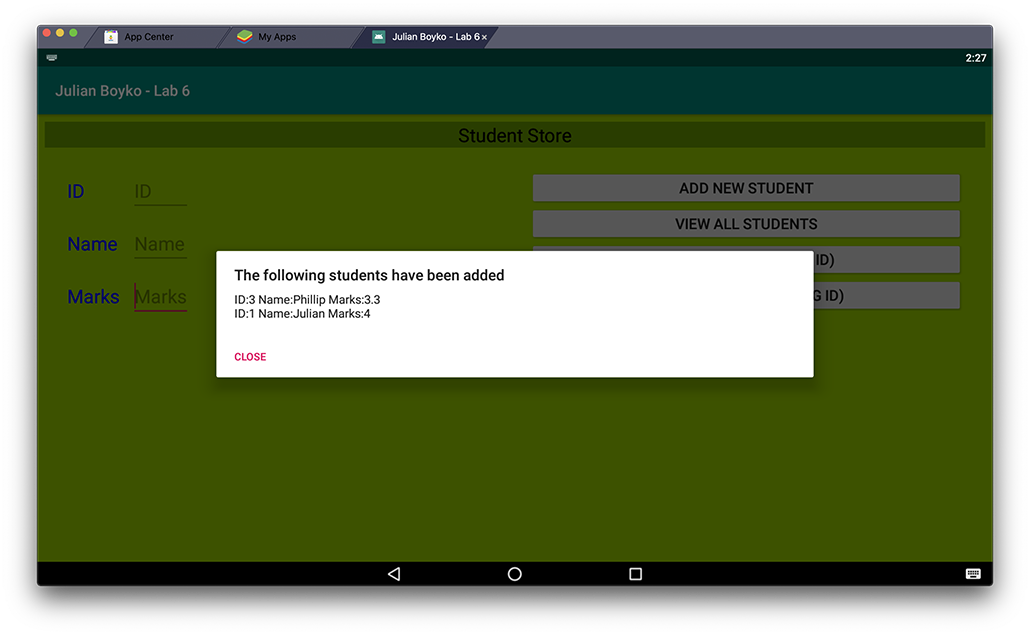 App Center
My Apps
Julian Boyko - Lab 6 ×
2:27
Julian Boyko - Lab 6
Student Store
ID
ID
ADD NEW STUDENT
VIEW ALL STUDENTS
Name
Name
ID)
Marks
Marks
G ID)
The following students have been added
ID:3 Name:Phillip Marks:3.3
ID:1 Name:Julian Marks:4
CLOSE